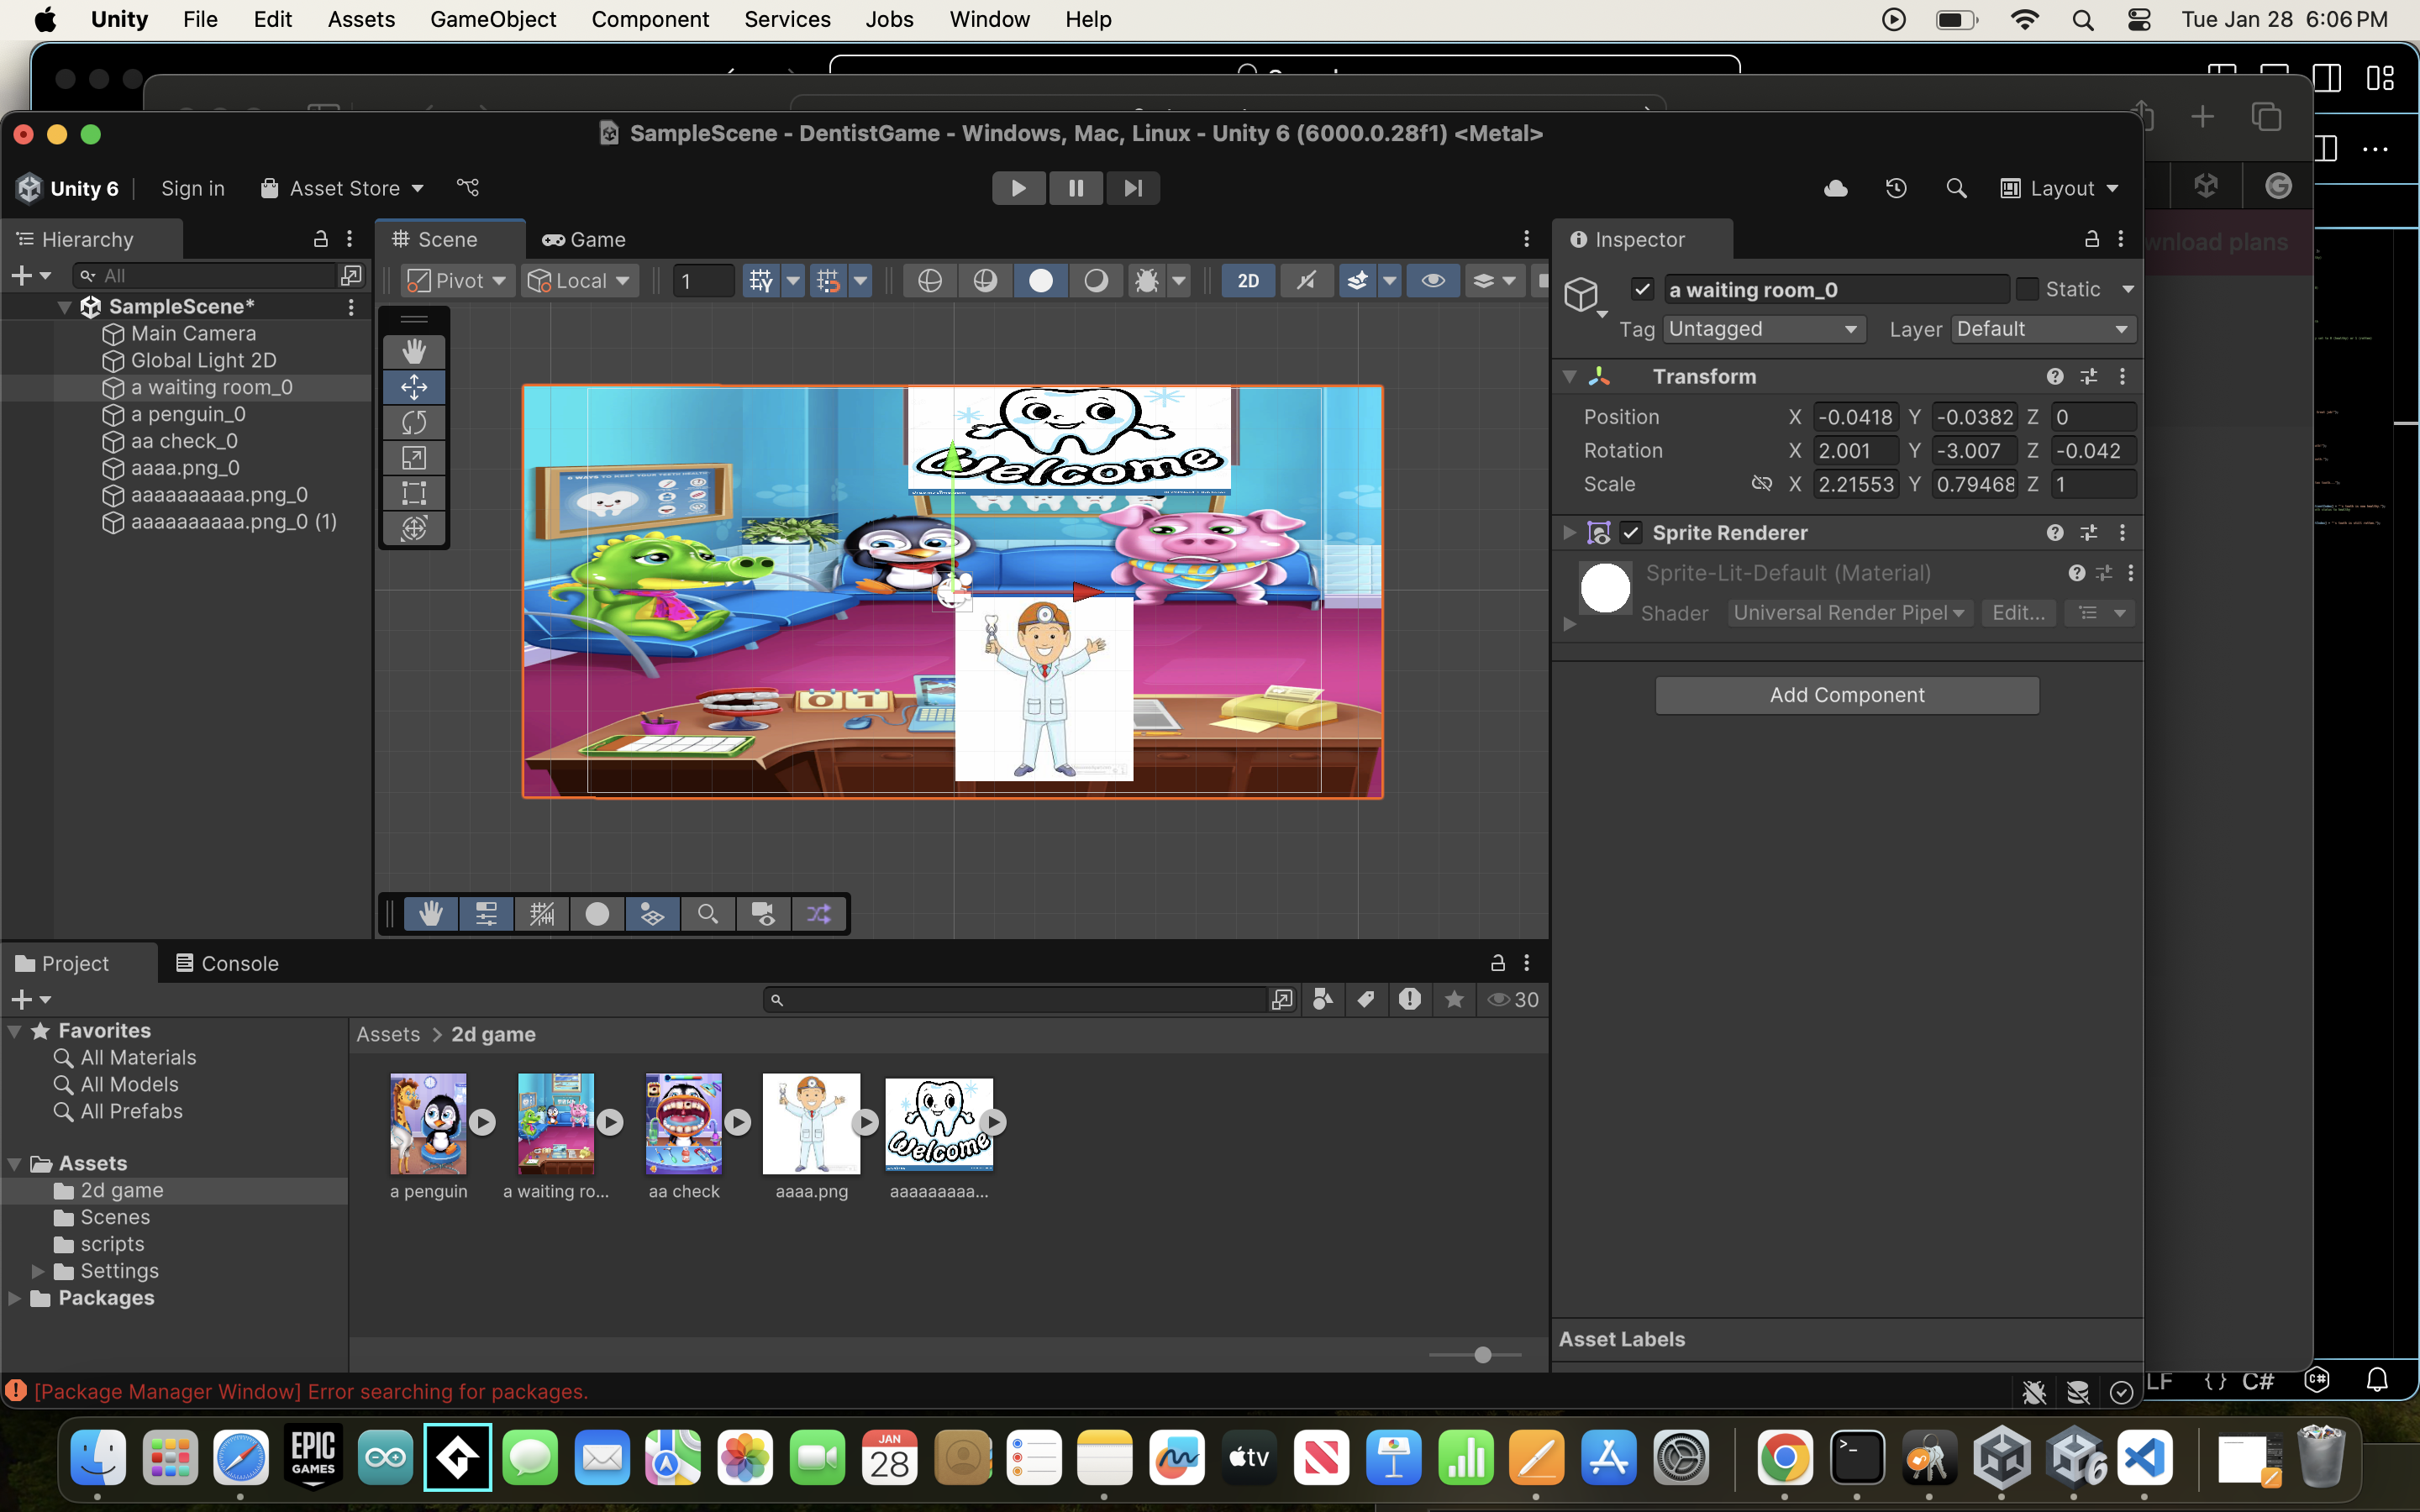 Unity File Edit Assets GameObject Component Services Jobs Window Help Tue Jan 28 6:06 PM
SampleScene - DentistGame - Windows, Mac, Linux - Unity 6 (6000.0.28f1) <Metal>
Unity 6 Sign in Asset Store Layout
wnload plans
Hierarchy
All
SampleScene*
Main Camera
Global Light 2D
a waiting room_0
a penguin_0
aa check_0
aaaa.png_0
aaaaaaaaaa.png_0
aaaaaaaaaa.png_0 (1)
Scene Game
Pivot Local 1 2D
Welcome
01
Inspector
a waiting room_0 Static
Tag Untagged Layer Default
Transform
Position X -0.0418 Y -0.0382 Z 0
Rotation X 2.001 Y -3.007 Z -0.042
Scale X 2.21553 Y 0.79468 Z 1
Sprite Renderer
Sprite-Lit-Default (Material)
Shader Universal Render Pipel Edit...
Add Component
Asset Labels
Project Console
30
Favorites
All Materials
All Models
All Prefabs
Assets
2d game
Scenes
scripts
Settings
Packages
Assets > 2d game
Welcome
a penguin a waiting ro... aa check aaaa.png aaaaaaaaa...
[Package Manager Window] Error searching for packages.
LF {} C#
EPIC
GAMES
JAN
28
tv
6